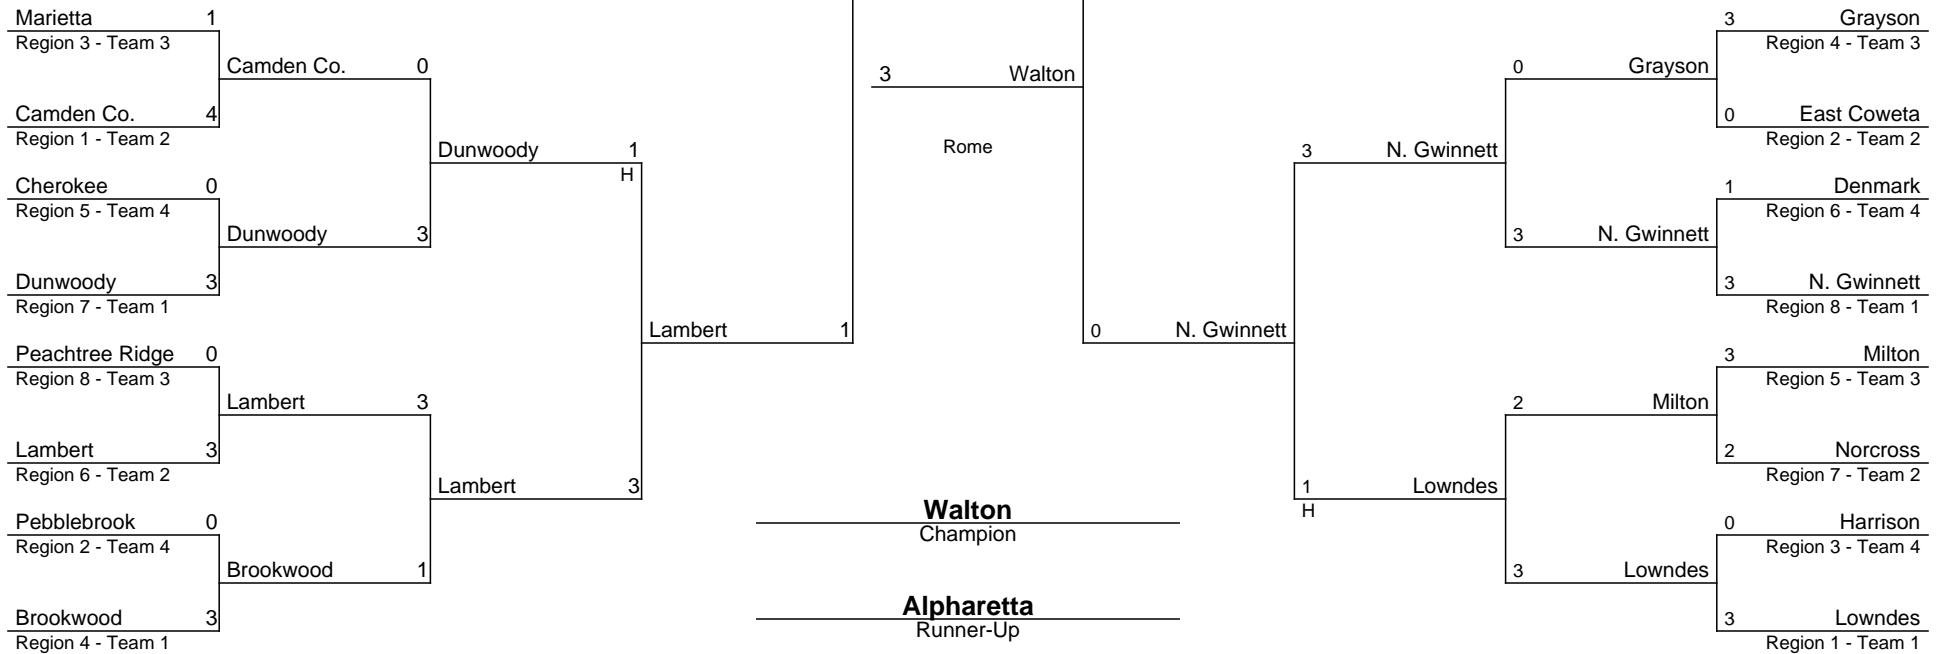 Marietta 1
Region 3 - Team 3
Camden Co. 0
Camden Co. 4
Region 1 - Team 2
Dunwoody 1
H
Cherokee 0
Region 5 - Team 4
Dunwoody 3
Dunwoody 3
Region 7 - Team 1
Lambert 1
Peachtree Ridge 0
Region 8 - Team 3
Lambert 3
Lambert 3
Region 6 - Team 2
Lambert 3
Pebblebrook 0
Region 2 - Team 4
Brookwood 1
Brookwood 3
Region 4 - Team 1
3 Walton
Rome
Walton
Champion
Alpharetta
Runner-Up
3 Grayson
Region 4 - Team 3
0 Grayson
0 East Coweta
Region 2 - Team 2
3 N. Gwinnett
1 Denmark
Region 6 - Team 4
3 N. Gwinnett
3 N. Gwinnett
Region 8 - Team 1
0 N. Gwinnett
3 Milton
Region 5 - Team 3
2 Milton
2 Norcross
Region 7 - Team 2
1 Lowndes
H
0 Harrison
Region 3 - Team 4
3 Lowndes
3 Lowndes
Region 1 - Team 1